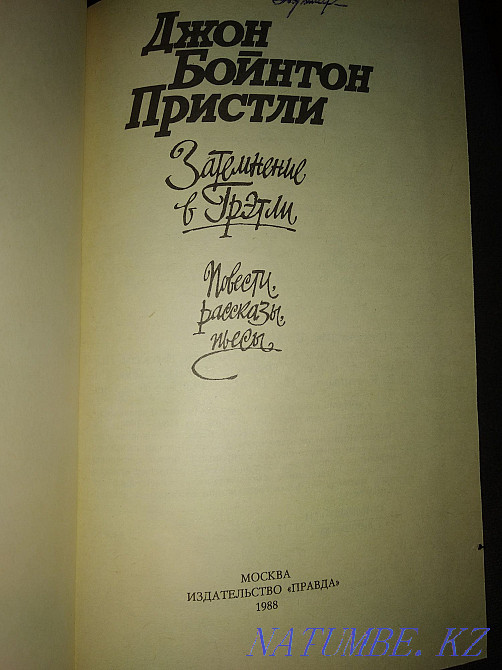 Джон
Бойнтон
Пристли
Затемнение
в Грэтли
Повести,
рассказы,
пьесы
МОСКВА
ИЗДАТЕЛЬСТВО «ПРАВДА»
1988
NATUMBE.KZ